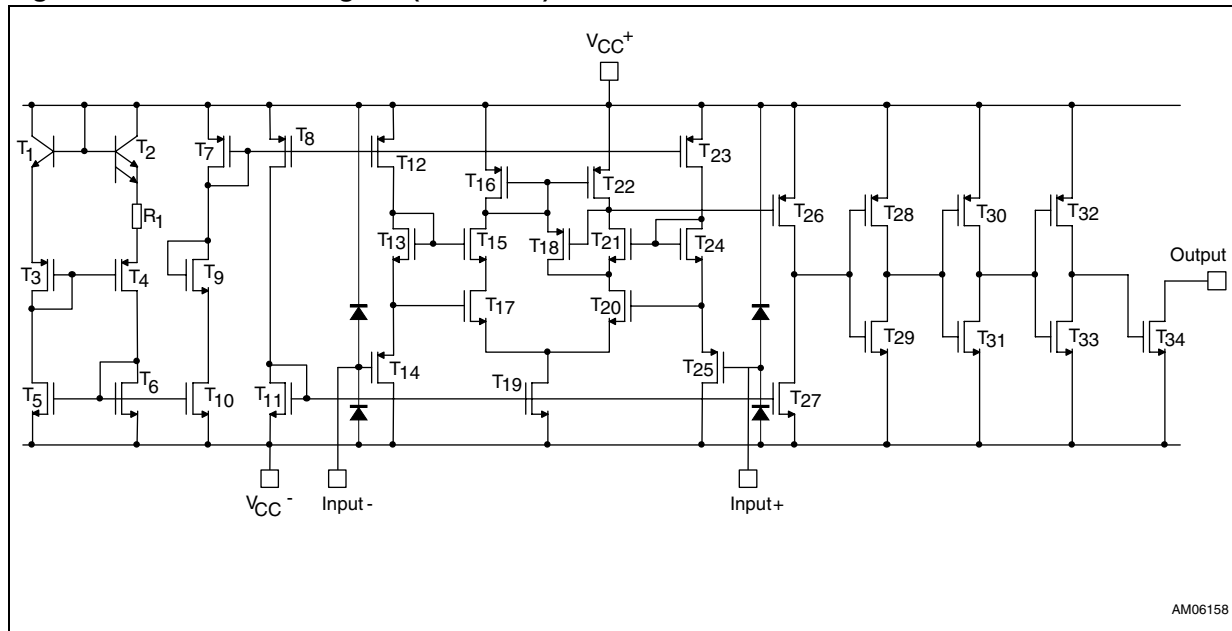 VCC+
T1
T2
T7
T8
T12
T23
T16
T22
R1
T26
T28
T30
T32
T3
T4
T9
T13
T15
T18
T21
T24
Output
T17
T20
T29
T31
T33
T34
T14
T25
T5
T6
T10
T11
T19
T27
VCC-
Input -
Input+
AM06158